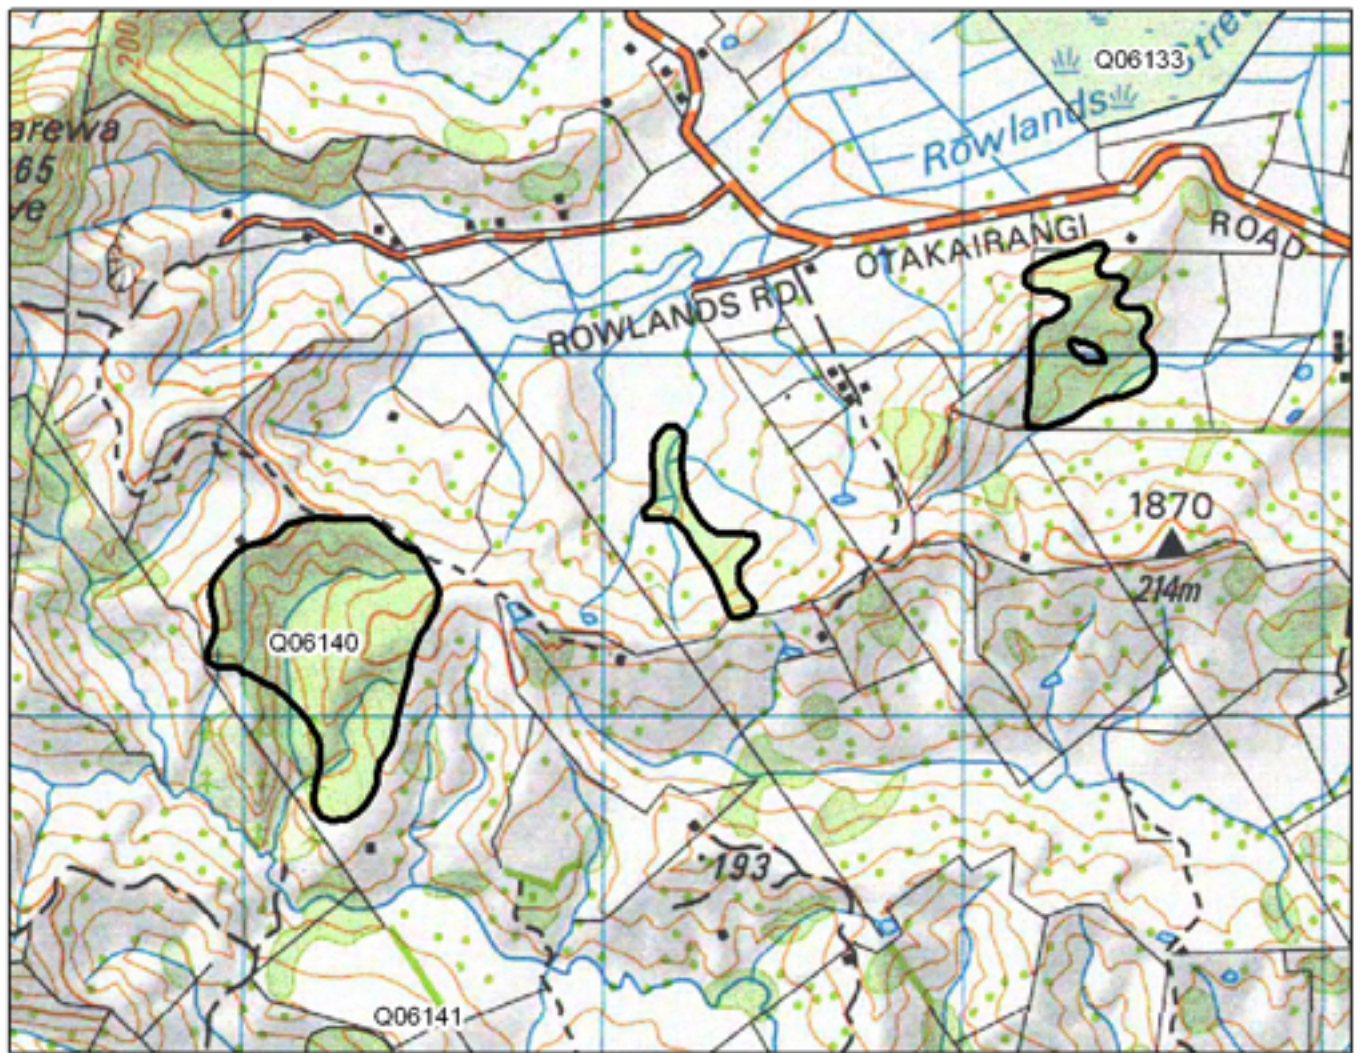 Q06133
Stre
200
Rowlands
arewa
65
ve
OTAKAIRANGI
ROAD
ROWLANDS RD
1870
214m
Q06140
193
Q06141